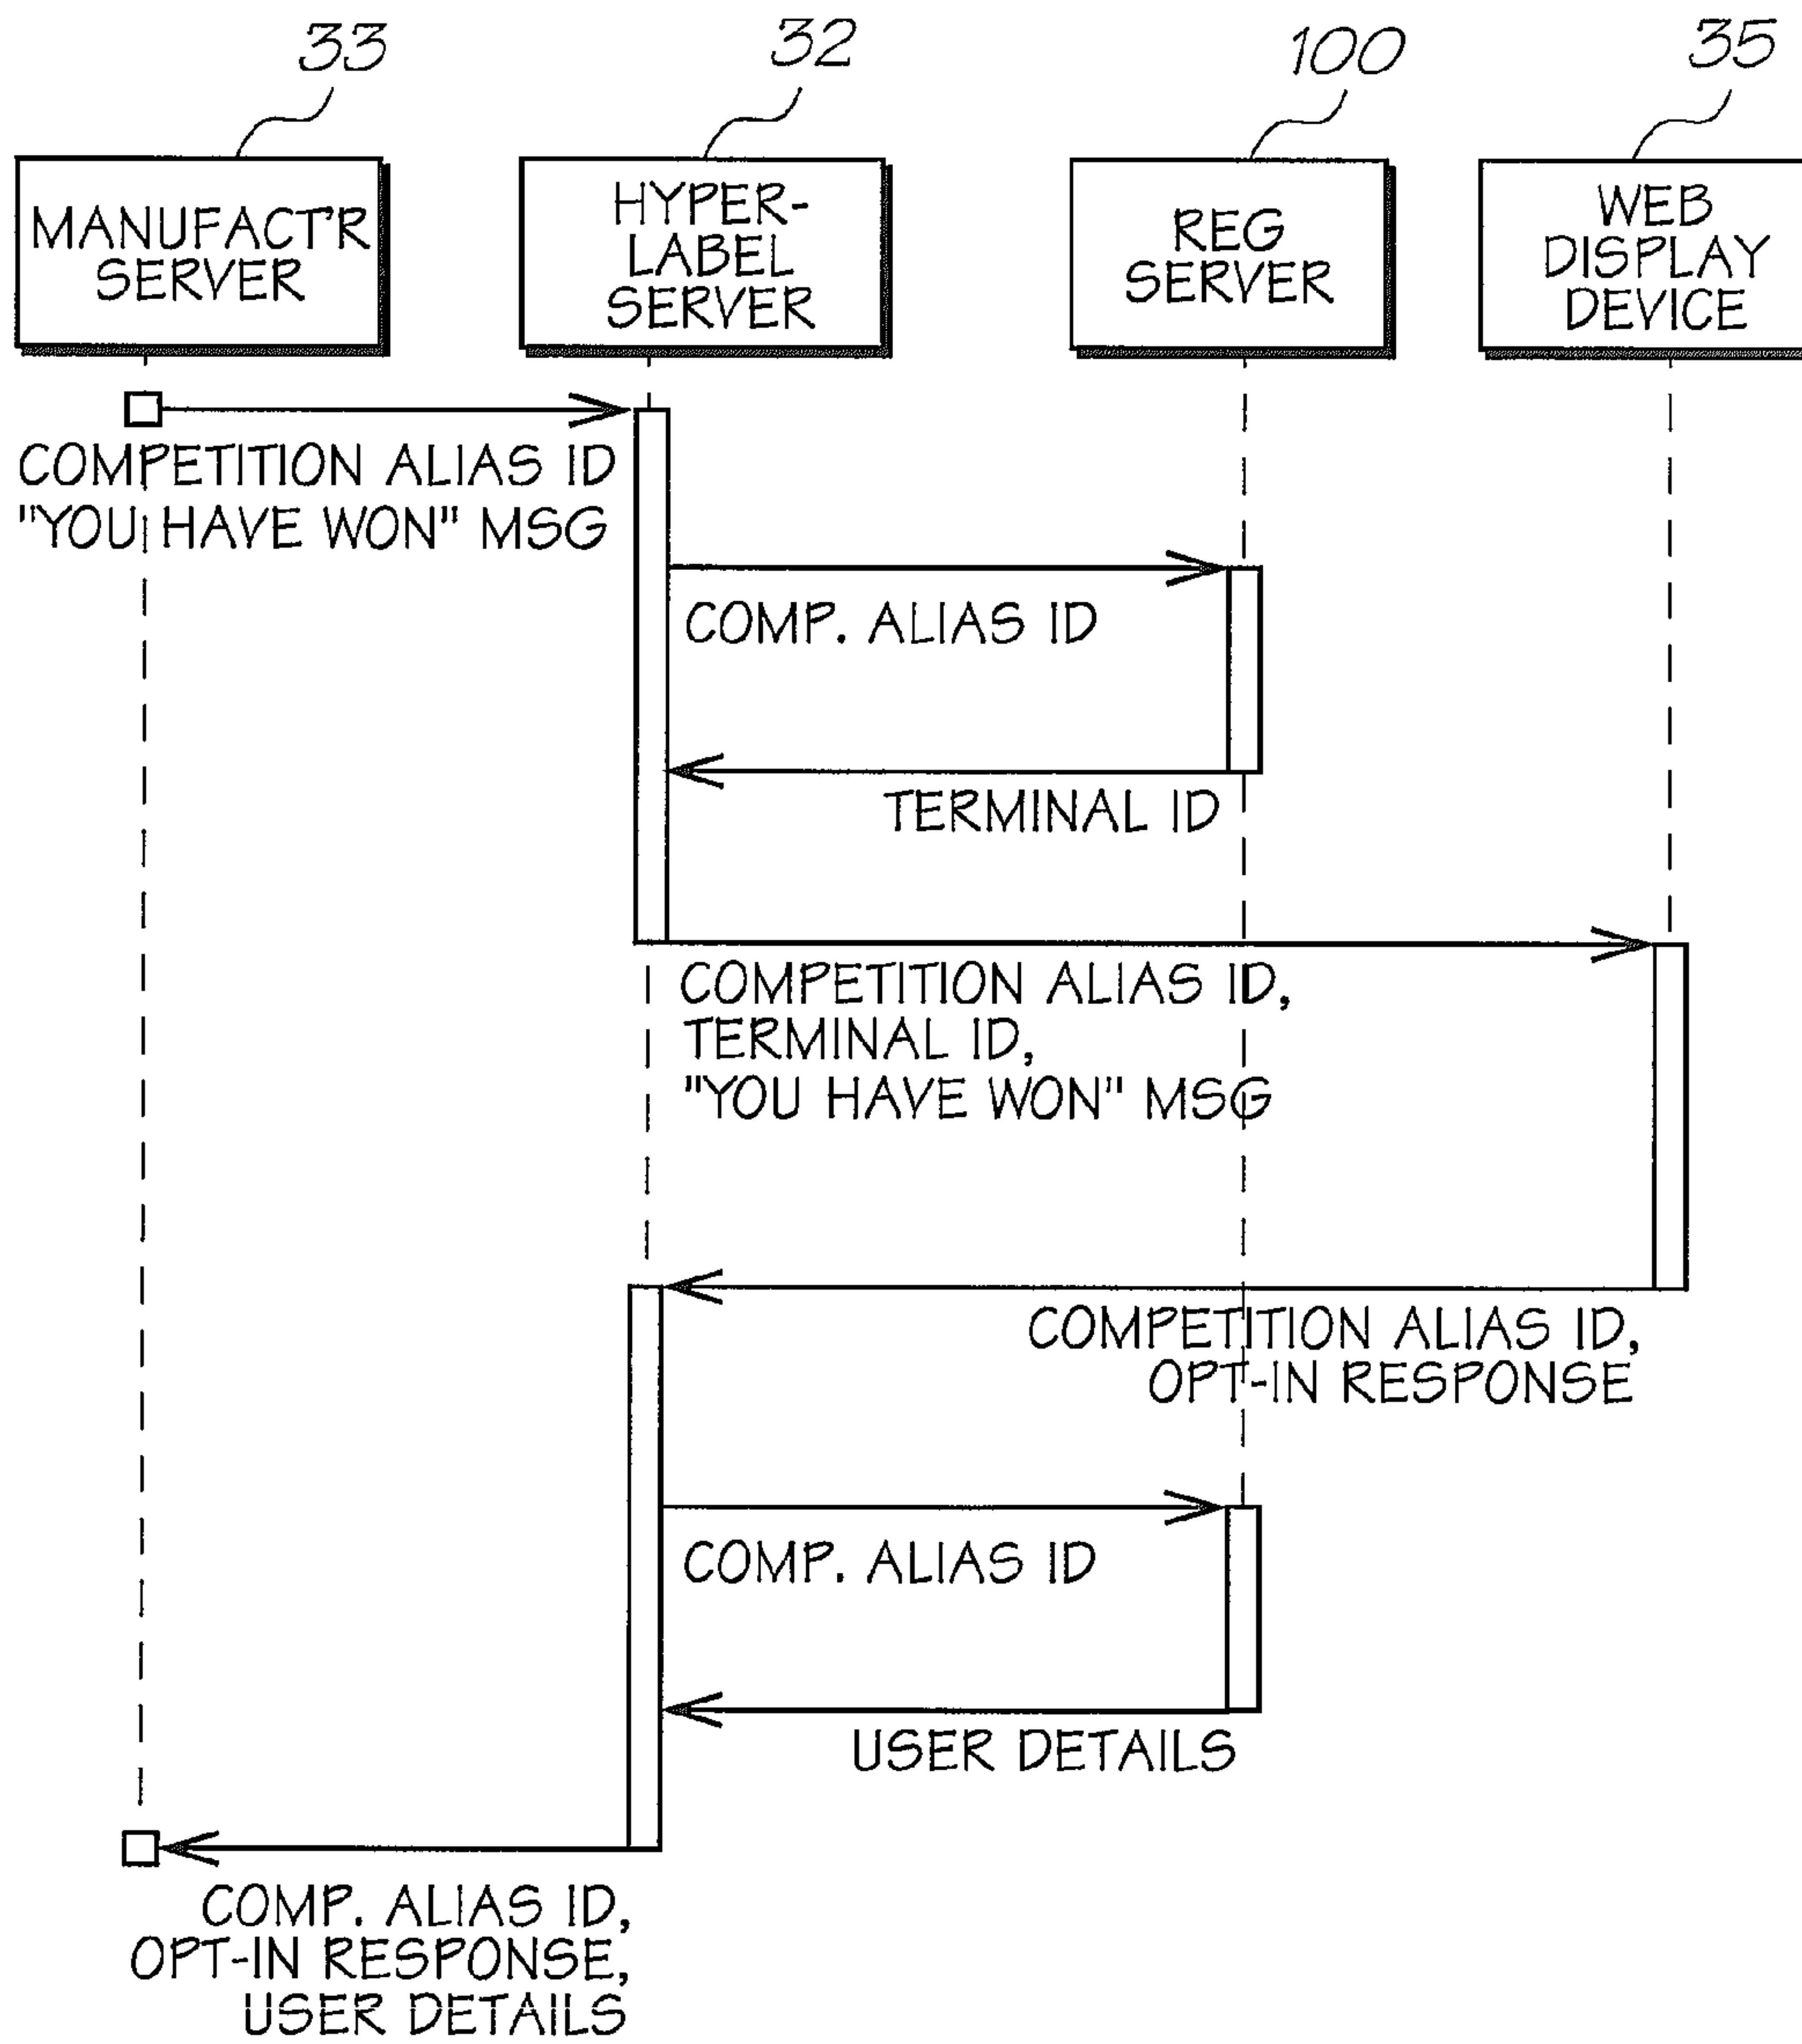 33
32
100
35
MANUFACT'R
SERVER
HYPER-
LABEL
SERVER
REG
SERVER
WEB
DISPLAY
DEVICE
COMPETITION ALIAS ID
"YOU HAVE WON" MSG
COMP. ALIAS ID
TERMINAL ID
COMPETITION ALIAS ID,
TERMINAL ID,
"YOU HAVE WON" MSG
COMPETITION ALIAS ID,
OPT-IN RESPONSE
COMP. ALIAS ID
USER DETAILS
COMP. ALIAS ID,
OPT-IN RESPONSE,
USER DETAILS